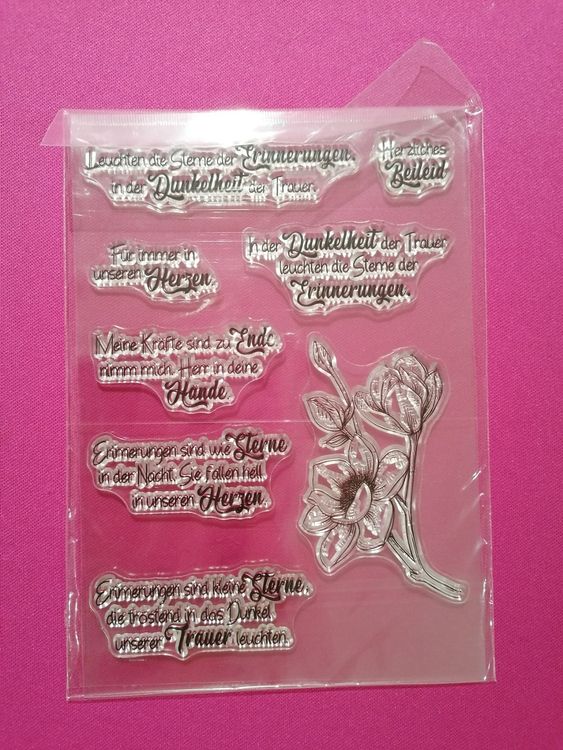 Leuchten die Sterne der Erinnerungen.
in der Dunkelheit der Trauer.
Herzliches
Beileid
Für immer in
unseren Herzen.
In der Dunkelheit der Trauer,
leuchten die Sterne der
Erinnerungen.
Meine Kräfte sind zu Ende,
nimm mich, Herr in deine
Hände.
Erinnerungen sind wie Sterne
in der Nacht. Sie fallen hell
in unseren Herzen.
Erinnerungen sind kleine Sterne,
die tröstend in das Dunkel
unserer Trauer leuchten.